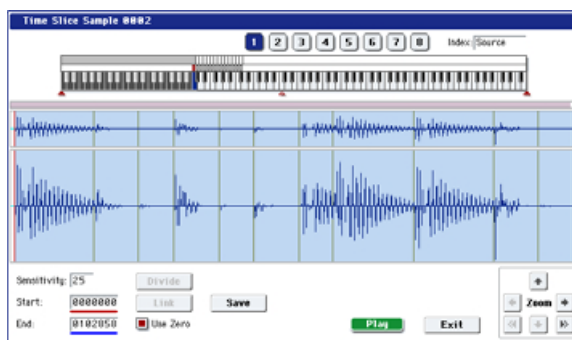 Time Slice Sample 0002
1 2 3 4 5 6 7 8 Index: Source
Sensitivity: 25 Divide
Start: 0000000 Link Save
End: 0102858 Use Zero Play Exit
Zoom